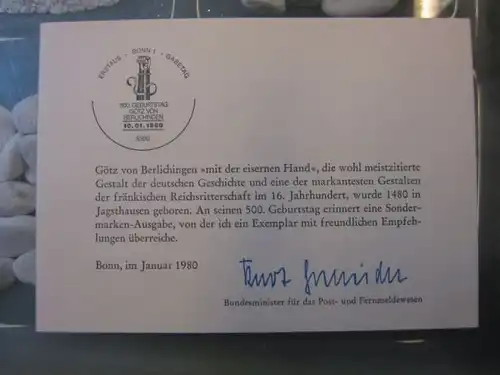 ERSTAUSGABETAG · BONN 1
500. GEBURTSTAG
GÖTZ VON
BERLICHINGEN
10.01.1980
5300
Götz von Berlichingen »mit der eisernen Hand«, die wohl meistzitierte
Gestalt der deutschen Geschichte und eine der markantesten Gestalten
der fränkischen Reichsritterschaft im 16. Jahrhundert, wurde 1480 in
Jagsthausen geboren. An seinen 500. Geburtstag erinnert eine Sonder-
marken-Ausgabe, von der ich ein Exemplar mit freundlichen Empfeh-
lungen überreiche.
Bonn, im Januar 1980
Bundesminister für das Post- und Fernmeldewesen